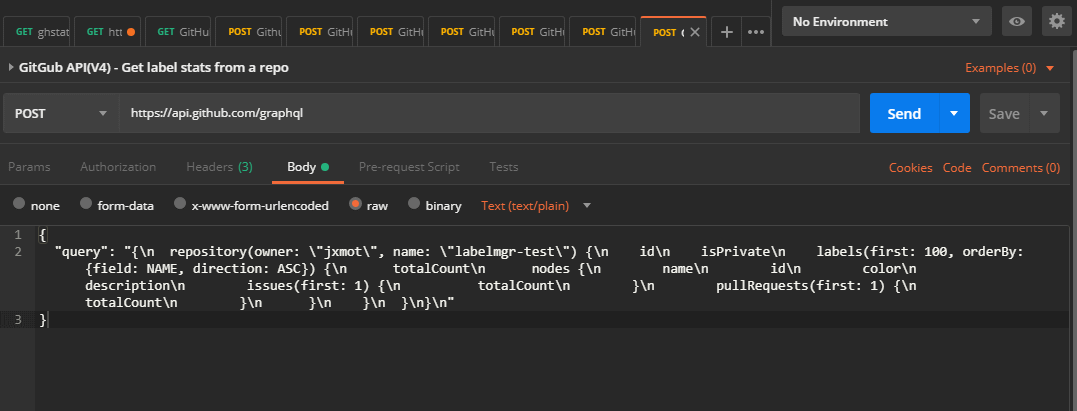 GET ghstat GET htt GET GitHu POST Githu POST GitHu POST GitHu POST GitHu POST GitHu POST GitHu POST + ••• No Environment
GitGub API(V4) - Get label stats from a repo Examples (0)
POST https://api.github.com/graphql Send Save
Params Authorization Headers (3) Body Pre-request Script Tests Cookies Code Comments (0)
none form-data x-www-form-urlencoded raw binary Text (text/plain)
1 {
2 "query": "{\n repository(owner: \"jxmot\", name: \"labelmgr-test\") {\n id\n isPrivate\n labels(first: 100, orderBy:
{field: NAME, direction: ASC}) {\n totalCount\n nodes {\n name\n id\n color\n
description\n issues(first: 1) {\n totalCount\n }\n pullRequests(first: 1) {\n
totalCount\n }\n }\n }\n }\n}\n"
3 }